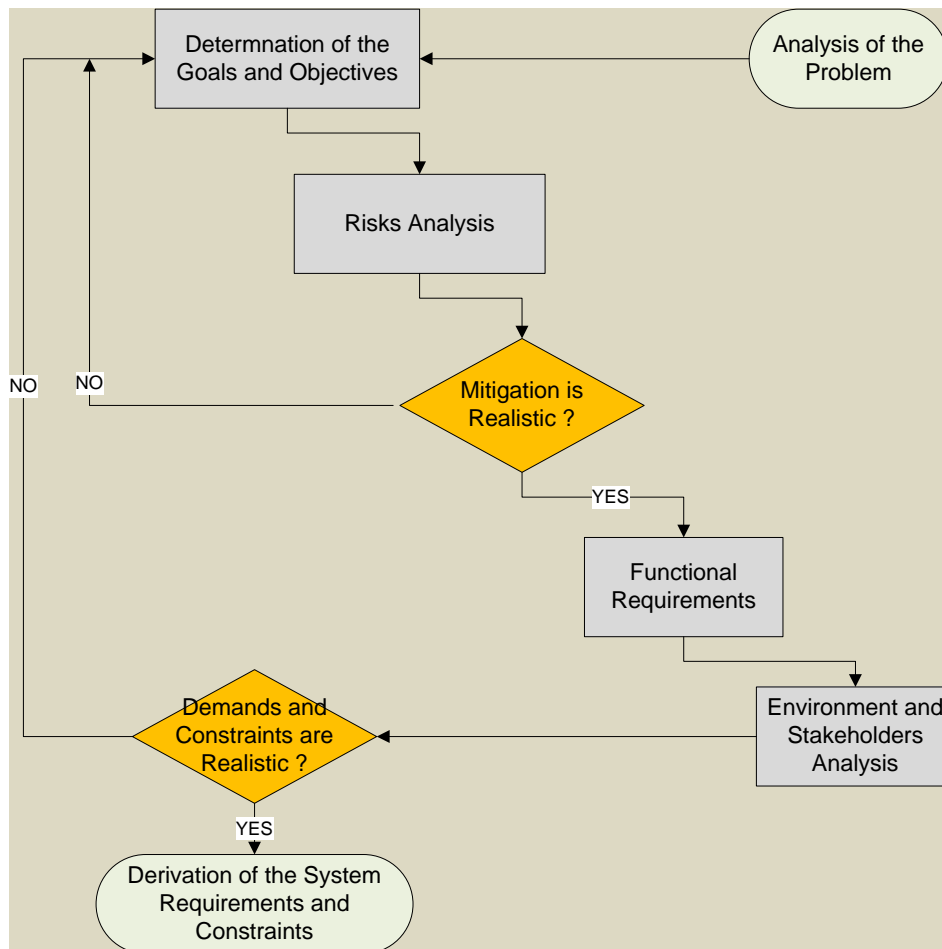 Determnation of the
Goals and Objectives
Analysis of the
Problem
Risks Analysis
Mitigation is
Realistic ?
NO
NO
YES
Functional
Requirements
Environment and
Stakeholders
Analysis
Demands and
Constraints are
Realistic ?
YES
Derivation of the System
Requirements and
Constraints